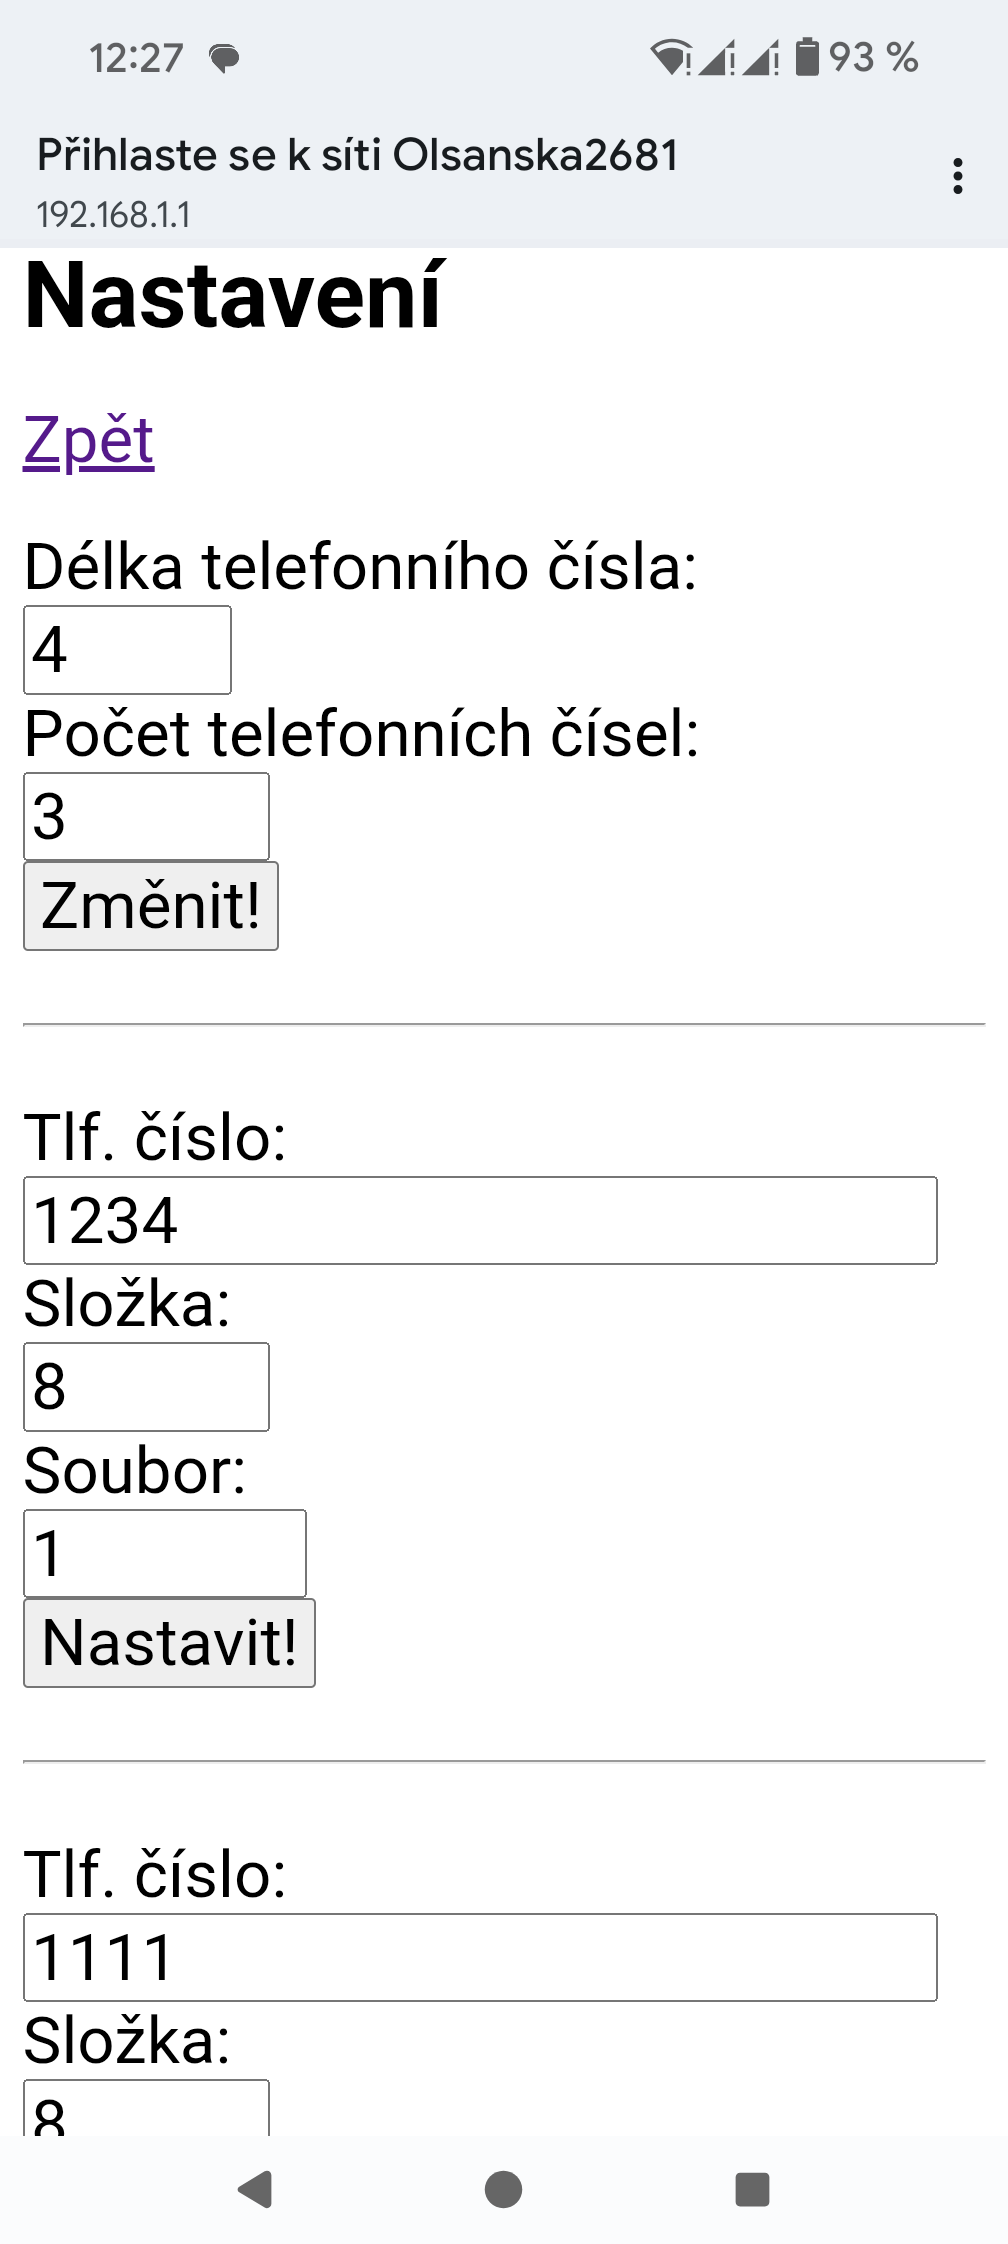 12:27
93 %
Přihlaste se k síti Olsanska2681
192.168.1.1
Nastavení
Zpět
Délka telefonního čísla:
4
Počet telefonních čísel:
3
Změnit!
Tlf. číslo:
1234
Složka:
8
Soubor:
1
Nastavit!
Tlf. číslo:
1111
Složka:
8